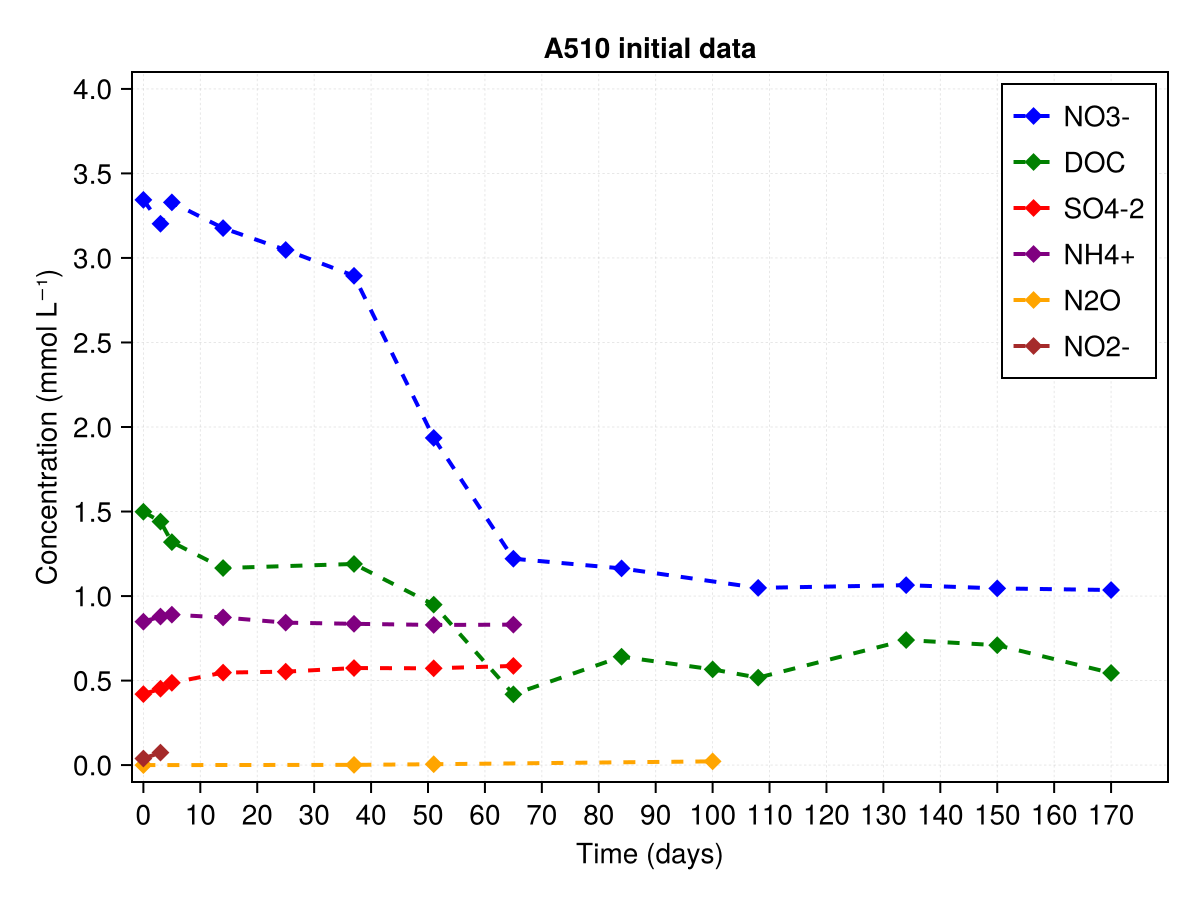 A510 initial data
4.0
3.5
3.0
2.5
2.0
1.5
1.0
0.5
0.0
Concentration (mmol L⁻¹)
NO3-
DOC
SO4-2
NH4+
N2O
NO2-
0 10 20 30 40 50 60 70 80 90 100 110 120 130 140 150 160 170
Time (days)